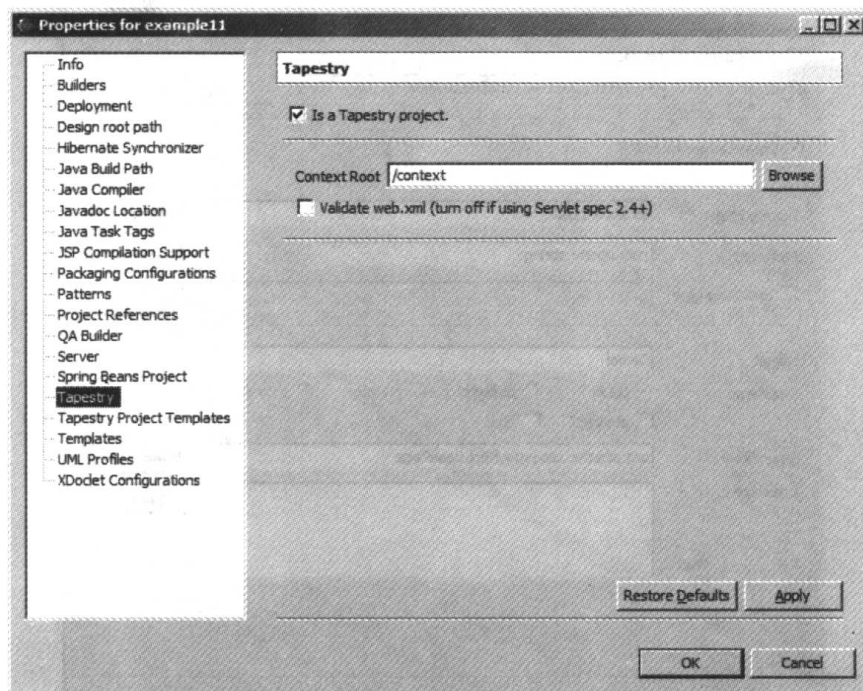 Properties for example11
Info
Builders
Deployment
Design root path
Hibernate Synchronizer
Java Build Path
Java Compiler
Javadoc Location
Java Task Tags
JSP Compilation Support
Packaging Configurations
Patterns
Project References
QA Builder
Server
Spring Beans Project
Tapestry
Tapestry Project Templates
Templates
UML Profiles
XDoclet Configurations
Tapestry
Is a Tapestry project.
Context Root /context Browse
Validate web.xml (turn off if using Servlet spec 2.4+)
Restore Defaults Apply
OK Cancel